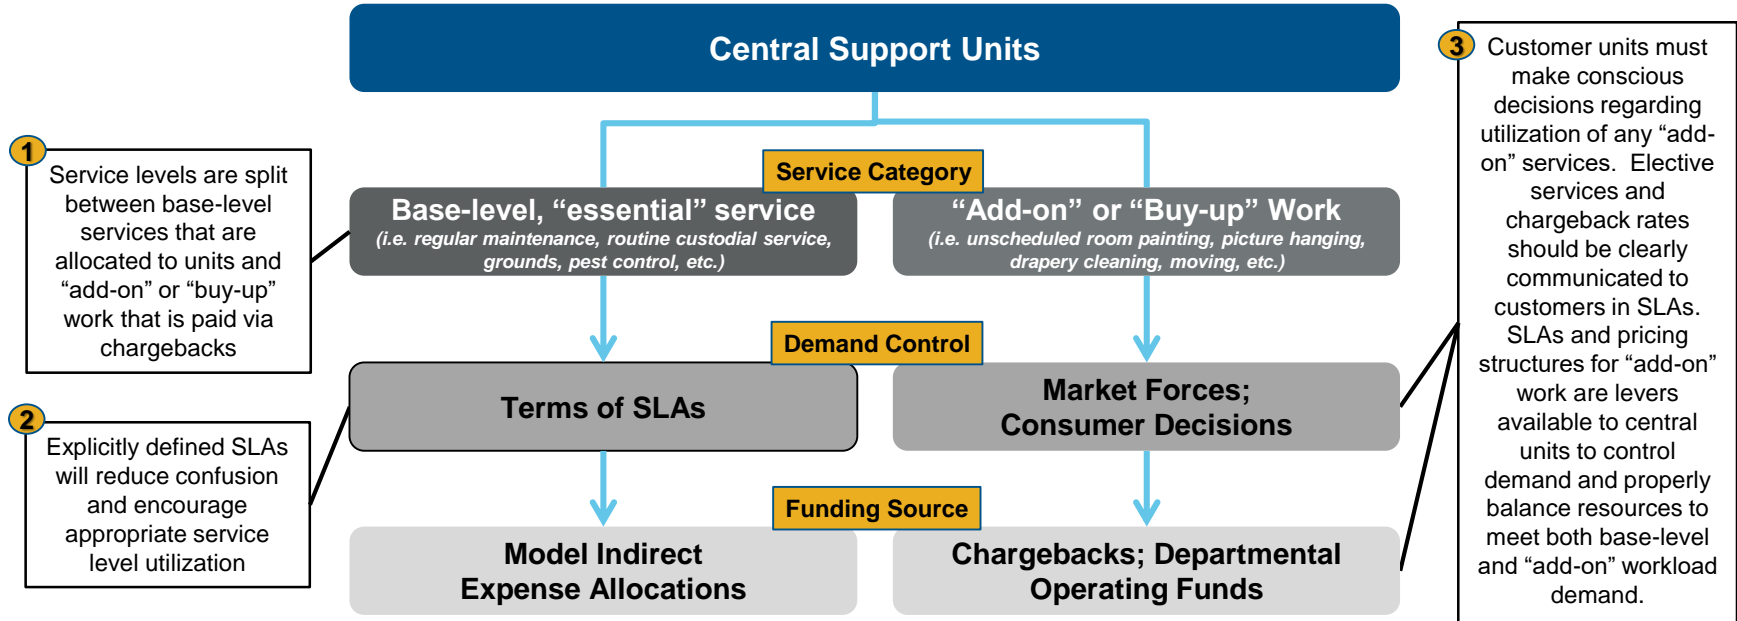 Central Support Units
1
Service levels are split
between base-level
services that are
allocated to units and
“add-on” or “buy-up”
work that is paid via
chargebacks
2
Explicitly defined SLAs
will reduce confusion
and encourage
appropriate service
level utilization
Service Category
Base-level, “essential” service
(i.e. regular maintenance, routine custodial service,
grounds, pest control, etc.)
“Add-on” or “Buy-up” Work
(i.e. unscheduled room painting, picture hanging,
drapery cleaning, moving, etc.)
Demand Control
Terms of SLAs
Market Forces;
Consumer Decisions
Funding Source
Model Indirect
Expense Allocations
Chargebacks; Departmental
Operating Funds
3
Customer units must
make conscious
decisions regarding
utilization of any “add-
on” services.  Elective
services and
chargeback rates
should be clearly
communicated to
customers in SLAs.
SLAs and pricing
structures for “add-on”
work are levers
available to central
units to control
demand and properly
balance resources to
meet both base-level
and “add-on” workload
demand.